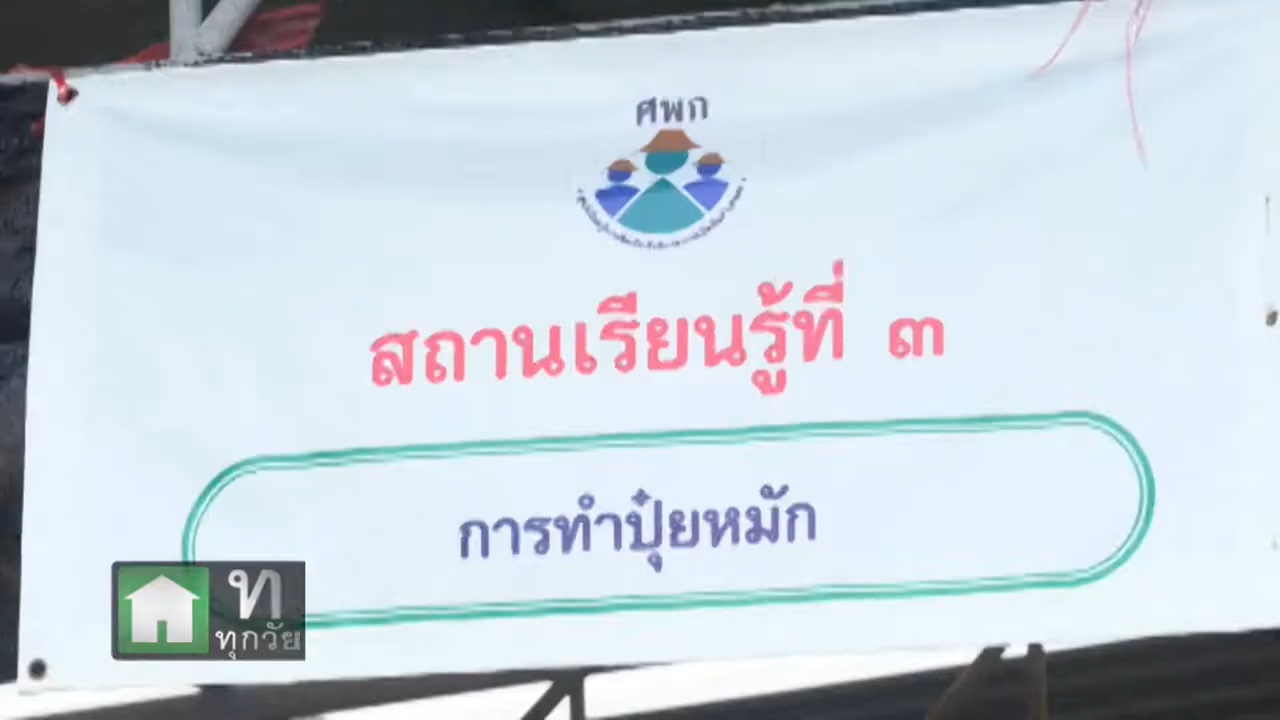 ศพก
สถานเรียนรู้ที่ ๓
การทำปุ๋ยหมัก
ท
ทุกวัย